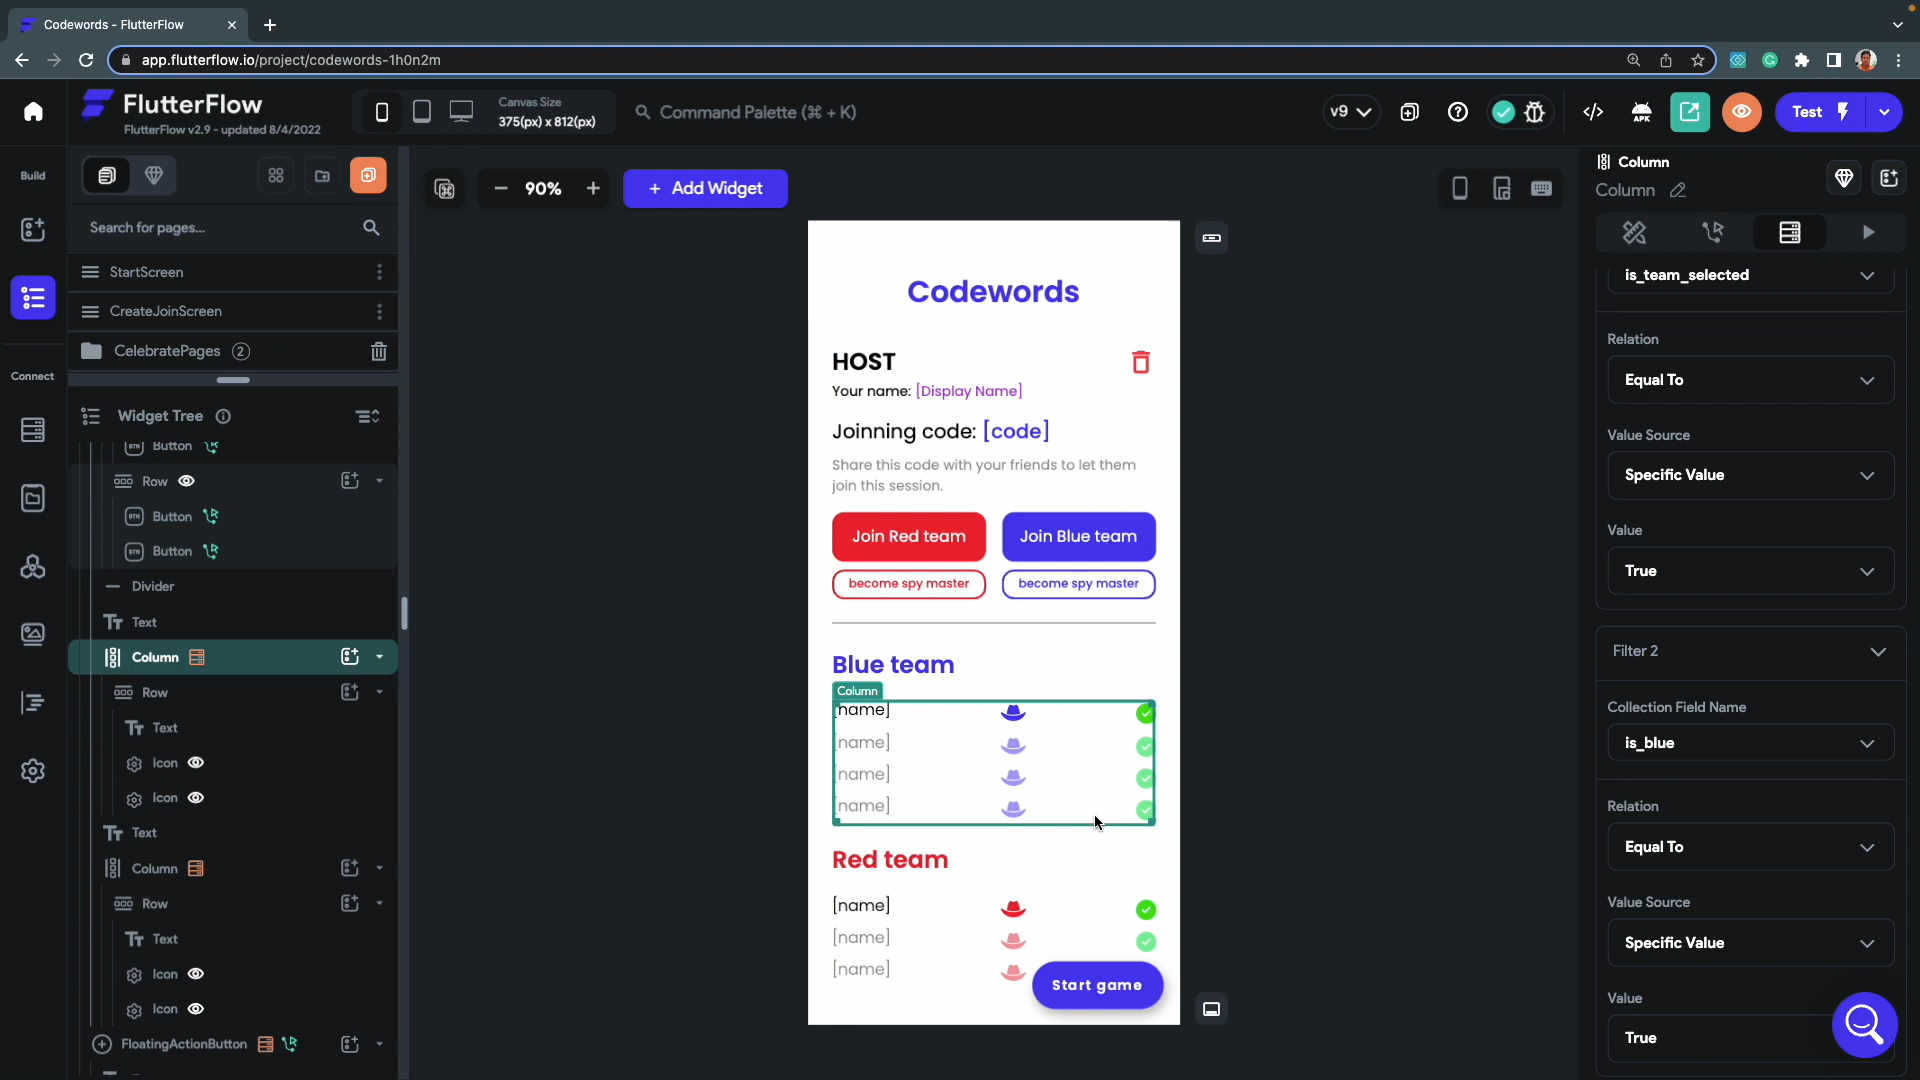 Codewords - FlutterFlow
app.flutterflow.io/project/codewords-1h0n2m
FlutterFlow
FlutterFlow v2.9 - updated 8/4/2022
Canvas Size
375(px) x 812(px)
Command Palette (⌘ + K)
v9
APK
Test
Build
Connect
Search for pages...
StartScreen
CreateJoinScreen
CelebratePages 2
Widget Tree
BTN Button
Row
BTN Button
BTN Button
Divider
Text
Column
Row
Text
Icon
Icon
Text
Column
Row
Text
Icon
Icon
FloatingActionButton
90%
+ Add Widget
Codewords
HOST
Your name: [Display Name]
Joinning code: [code]
Share this code with your friends to let them
join this session.
Join Red team
Join Blue team
become spy master
become spy master
Blue team
Column
[name]
[name]
[name]
[name]
Red team
[name]
[name]
[name]
Start game
Column
Column
is_team_selected
Relation
Equal To
Value Source
Specific Value
Value
True
Filter 2
Collection Field Name
is_blue
Relation
Equal To
Value Source
Specific Value
Value
True